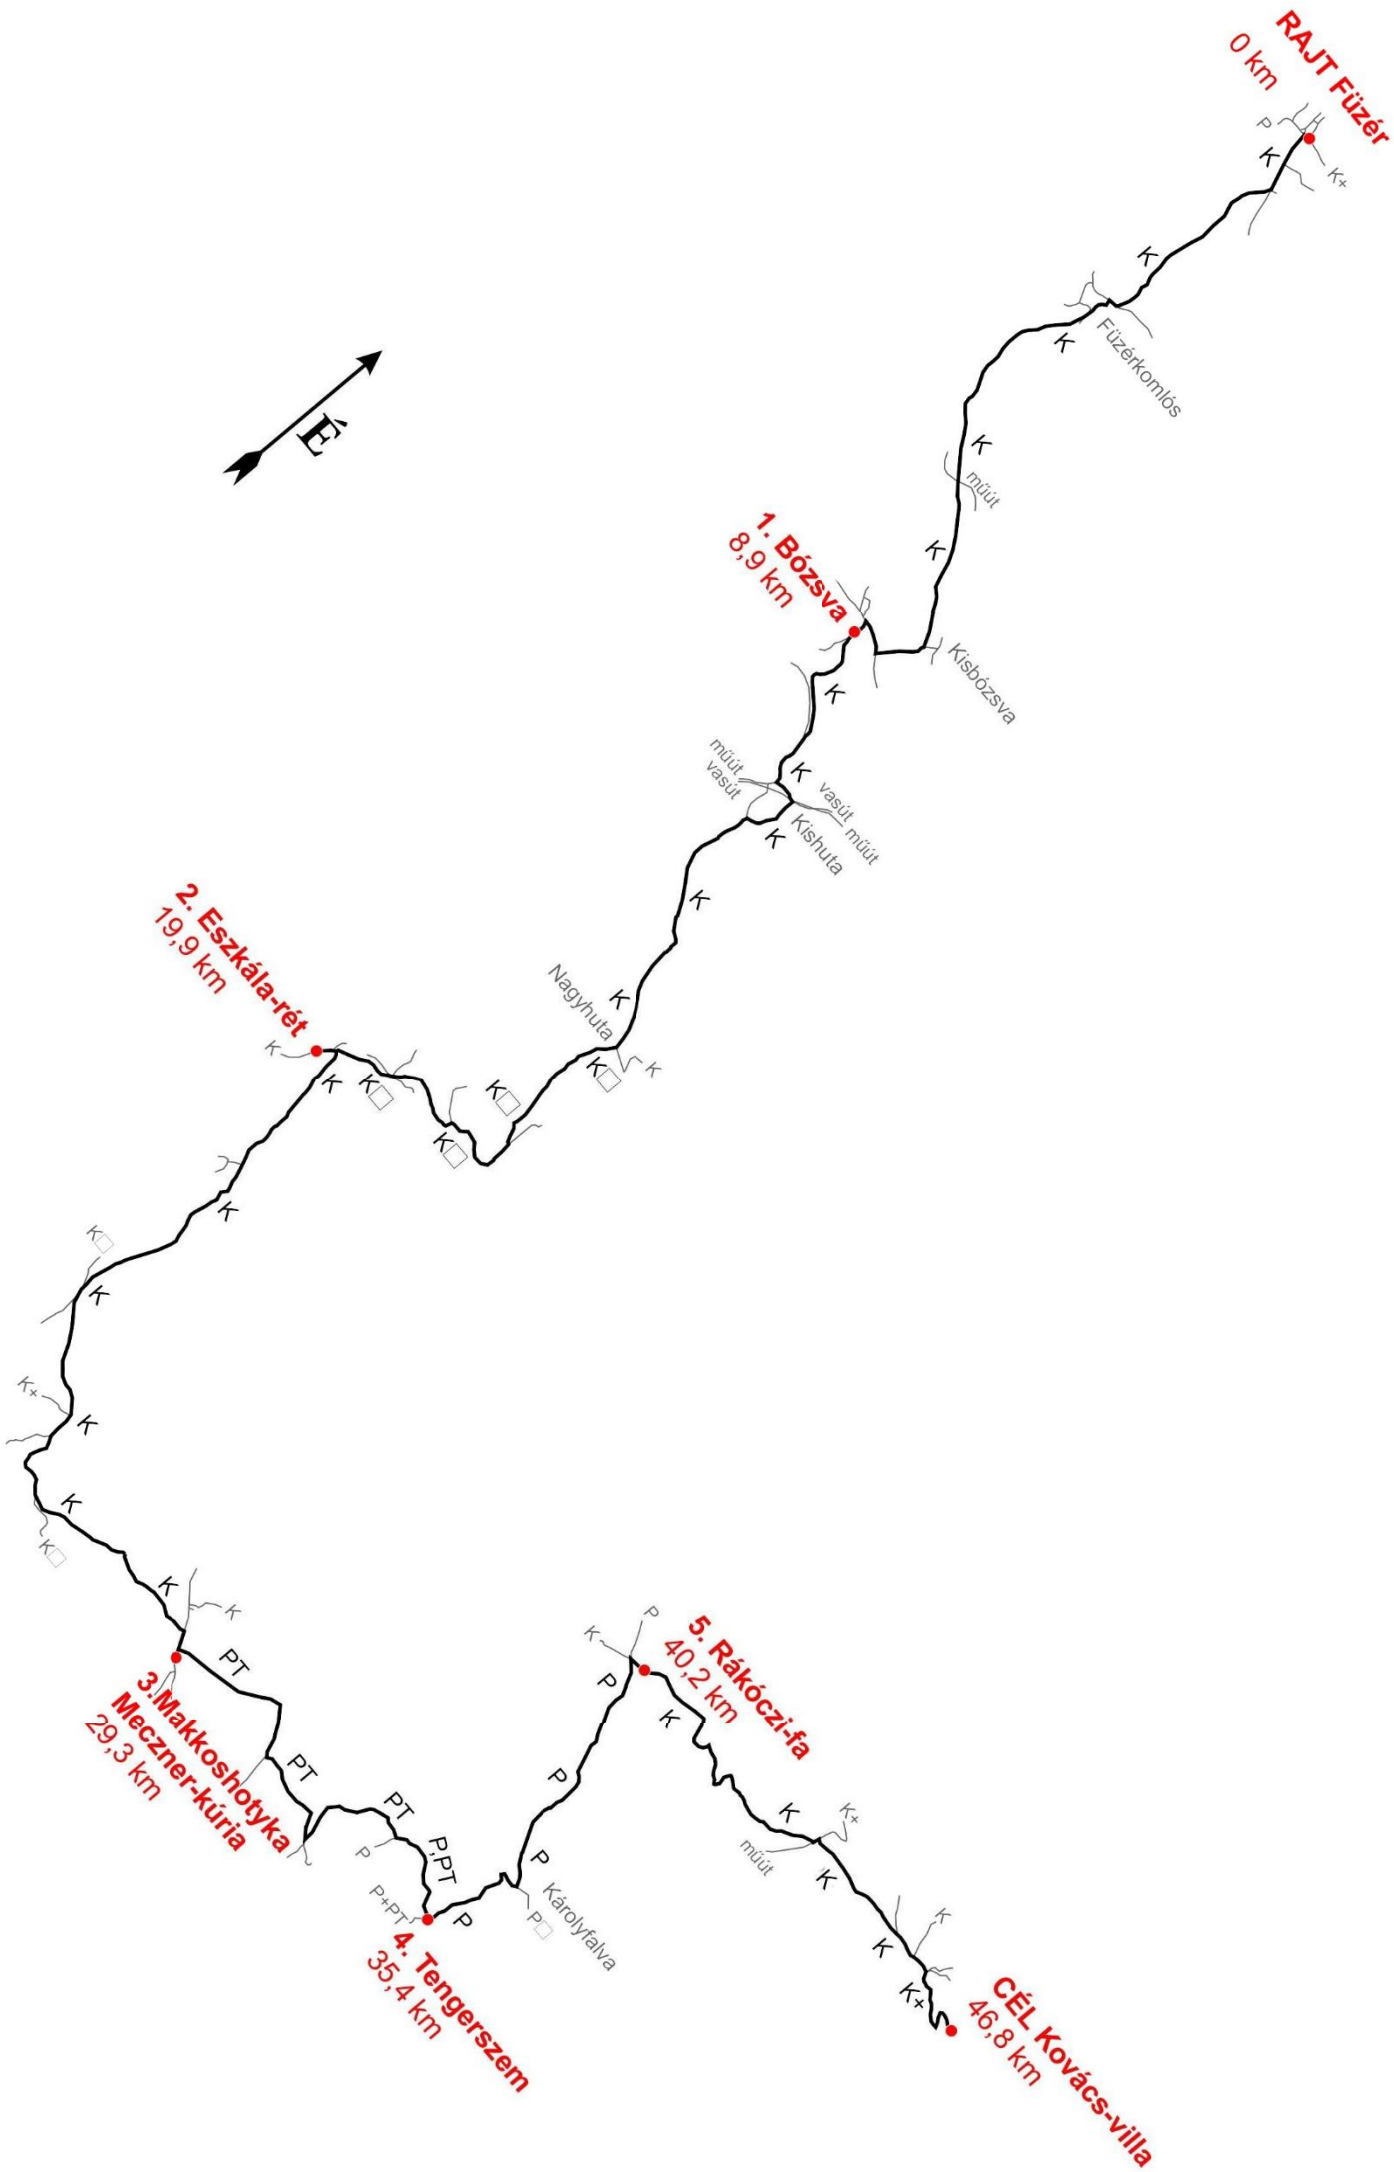 RAJT Füzér
0 km
P
K
K+
K
Füzérkomlós
K
K
műút
K
1. Bózsva
8,9 km
Kisbózsva
K
műút
vasút
K
vasút
műút
Kishuta
K
K
2. Eszkála-rét
19,9 km
Nagyhuta
K
K
K
K
K
K
K
K
K
K
K
K
K+
K
K
K
K
K
PT
3.Makkoshotyka
Meczner-kúria
29,3 km
PT
PT
P
P,PT
P+PT
4. Tengerszem
35,4 km
P
P
Károlyfalva
P
P
P
K
P
5. Rákóczi-fa
40,2 km
K
K
K+
műút
K
K
K
K+
CÉL Kovács-villa
46,8 km
É